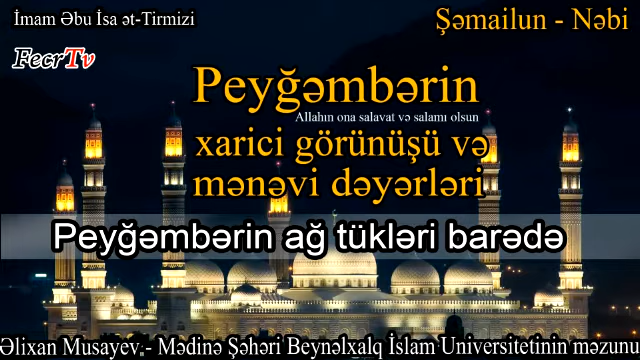 İmam Əbu İsa ət-Tirmizi
Şəmailun - Nəbi
FecrTv
Peyğəmbərin
Allahın ona salavat və salamı olsun
xarici görünüşü və
mənəvi dəyərləri
Peyğəmbərin ağ tükləri barədə
Əlixan Musayev - Mədinə Şəhəri Beynəlxalq İslam Universitetinin məzunu